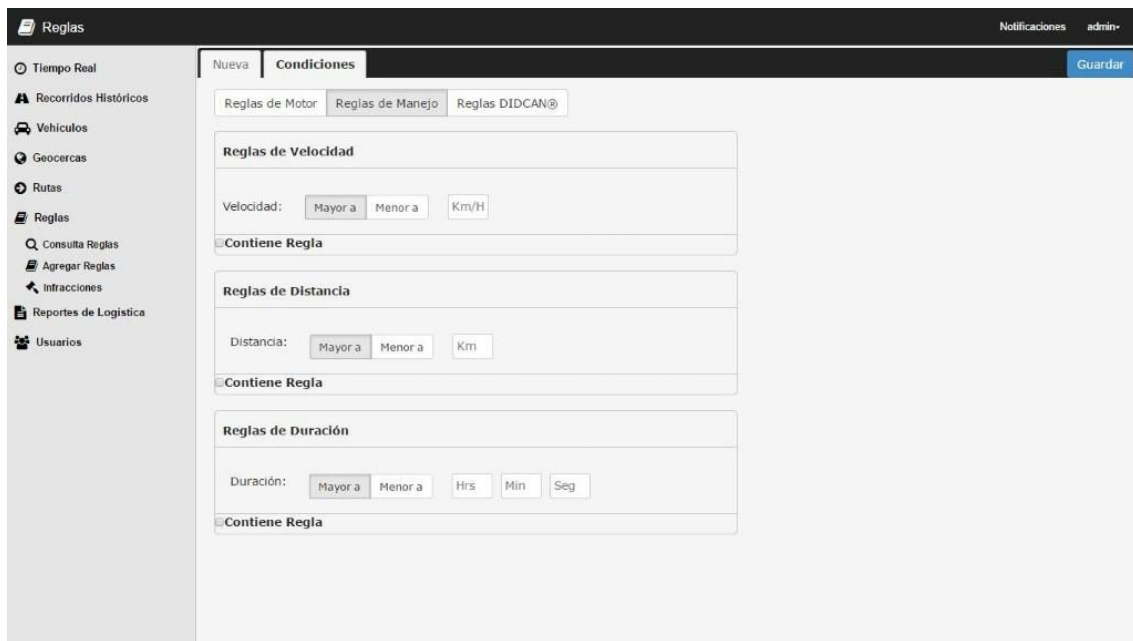 Reglas
Notificaciones admin
Tiempo Real
Recorridos Históricos
Vehículos
Geocercas
Rutas
Reglas
Consulta Reglas
Agregar Reglas
Infracciones
Reportes de Logistica
Usuarios
Nueva Condiciones Guardar
Reglas de Motor Reglas de Manejo Reglas DIDCAN®
Reglas de Velocidad
Velocidad: Mayor a Menor a Km/H
Contiene Regla
Reglas de Distancia
Distancia: Mayor a Menor a Km
Contiene Regla
Reglas de Duración
Duración: Mayor a Menor a Hrs Min Seg
Contiene Regla